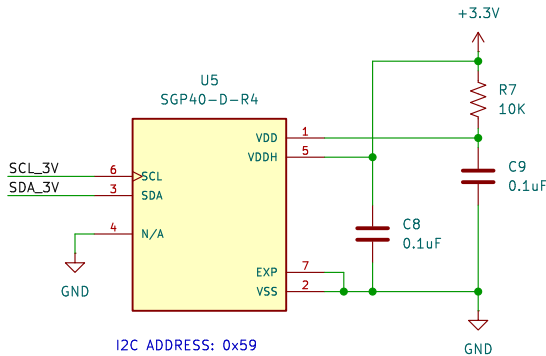 +3.3V
U5
SGP40-D-R4
R7
10K
VDD 1
VDDH 5
SCL_3V 6 SCL
SDA_3V 3 SDA
C9
0.1uF
4 N/A
C8
0.1uF
EXP 7
VSS 2
GND
I2C ADDRESS: 0x59
GND